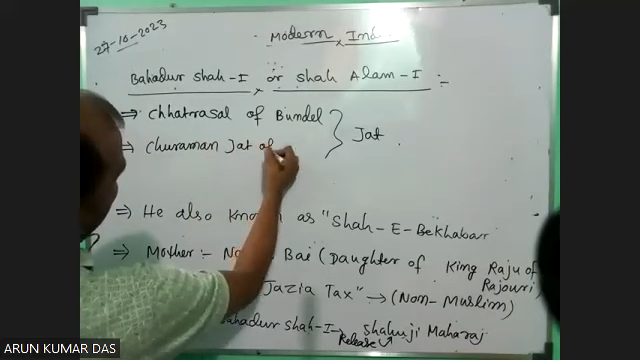 27-10-2023
Modern Ind
Bahadur Shah-I or Shah Alam-I :-
⇒ Chhatrasal of Bundel } Jat
⇒ Churaman Jat of
⇒ He also known as "Shah-E-Bekhabar
⇒ Mother:- Bai (Daughter of King Raju of Rajouri)
Jazia Tax" → (Non-Muslim)
Bahadur Shah-I → Shahuji Maharaj
Release
ARUN KUMAR DAS